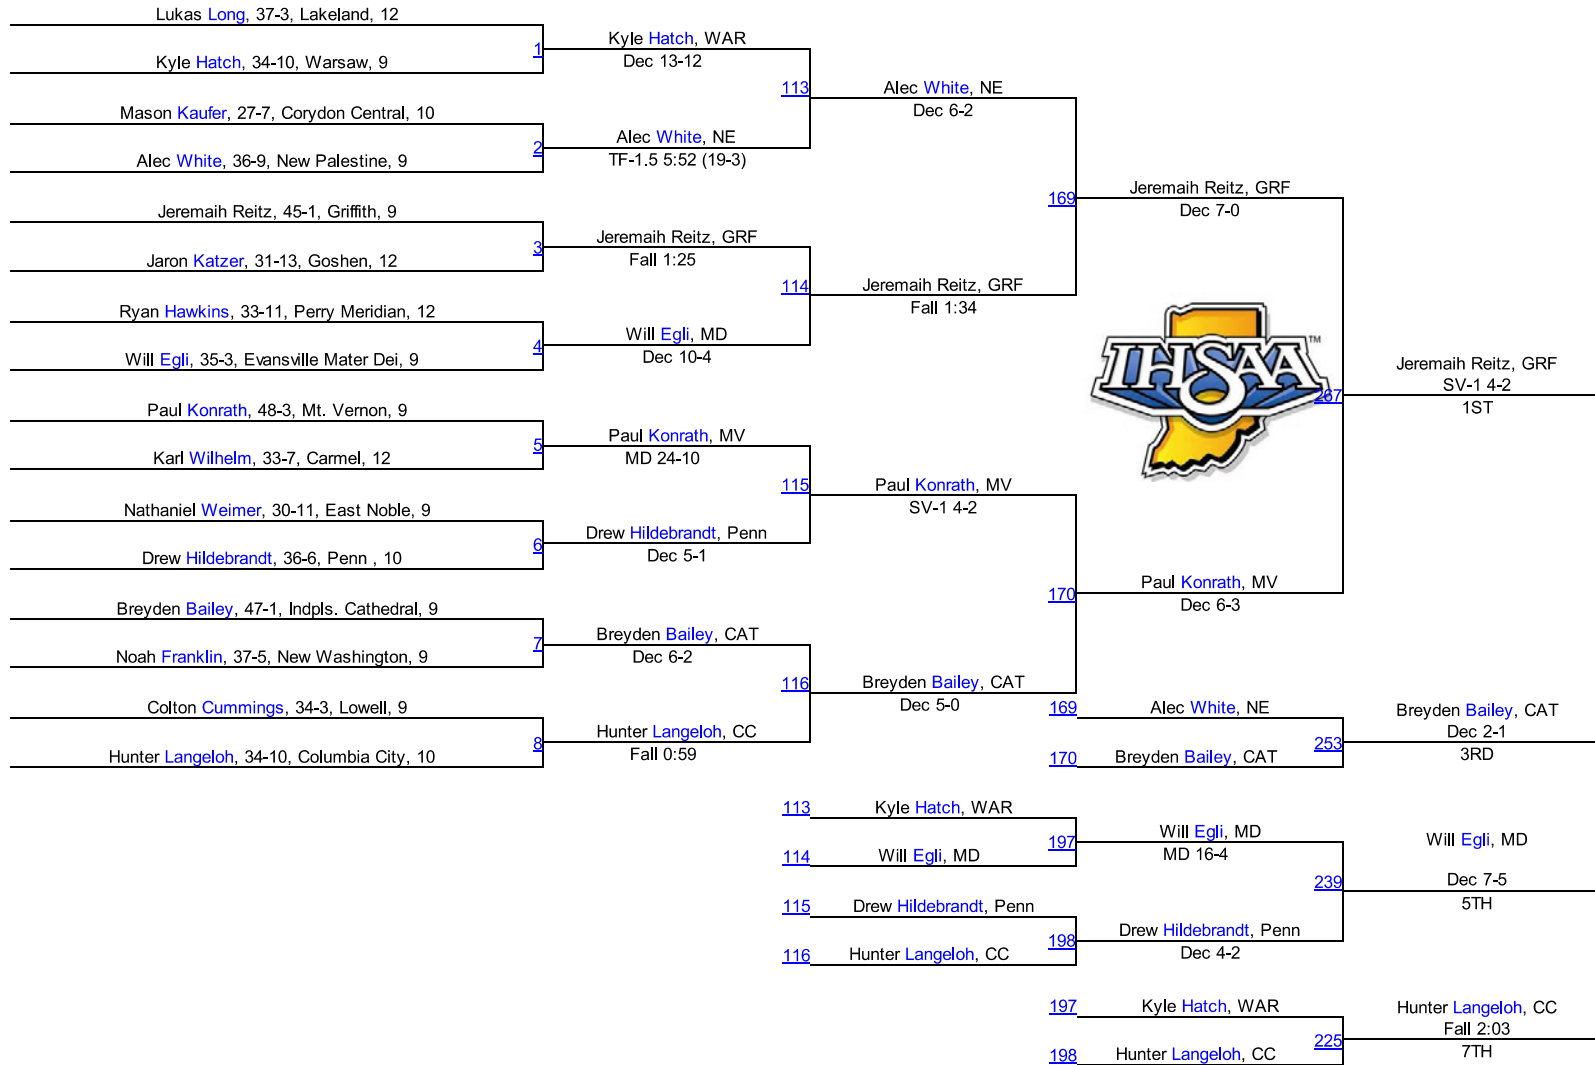 Lukas Long, 37-3, Lakeland, 12
1
Kyle Hatch, 34-10, Warsaw, 9
Kyle Hatch, WAR
Dec 13-12
Mason Kaufer, 27-7, Corydon Central, 10
2
Alec White, 36-9, New Palestine, 9
Alec White, NE
TF-1.5 5:52 (19-3)
113
Alec White, NE
Dec 6-2
Jeremaih Reitz, 45-1, Griffith, 9
3
Jaron Katzer, 31-13, Goshen, 12
Jeremaih Reitz, GRF
Fall 1:25
Ryan Hawkins, 33-11, Perry Meridian, 12
4
Will Egli, 35-3, Evansville Mater Dei, 9
Will Egli, MD
Dec 10-4
114
Jeremaih Reitz, GRF
Fall 1:34
169
Jeremaih Reitz, GRF
Dec 7-0
Paul Konrath, 48-3, Mt. Vernon, 9
5
Karl Wilhelm, 33-7, Carmel, 12
Paul Konrath, MV
MD 24-10
Nathaniel Weimer, 30-11, East Noble, 9
6
Drew Hildebrandt, 36-6, Penn , 10
Drew Hildebrandt, Penn
Dec 5-1
115
Paul Konrath, MV
SV-1 4-2
Breyden Bailey, 47-1, Indpls. Cathedral, 9
7
Noah Franklin, 37-5, New Washington, 9
Breyden Bailey, CAT
Dec 6-2
Colton Cummings, 34-3, Lowell, 9
8
Hunter Langeloh, 34-10, Columbia City, 10
Hunter Langeloh, CC
Fall 0:59
116
Breyden Bailey, CAT
Dec 5-0
170
Paul Konrath, MV
Dec 6-3
IHSAA™
267
Jeremaih Reitz, GRF
SV-1 4-2
1ST
169
Alec White, NE
170
Breyden Bailey, CAT
253
Breyden Bailey, CAT
Dec 2-1
3RD
113
Kyle Hatch, WAR
114
Will Egli, MD
197
Will Egli, MD
MD 16-4
115
Drew Hildebrandt, Penn
116
Hunter Langeloh, CC
198
Drew Hildebrandt, Penn
Dec 4-2
239
Will Egli, MD
Dec 7-5
5TH
197
Kyle Hatch, WAR
198
Hunter Langeloh, CC
225
Hunter Langeloh, CC
Fall 2:03
7TH